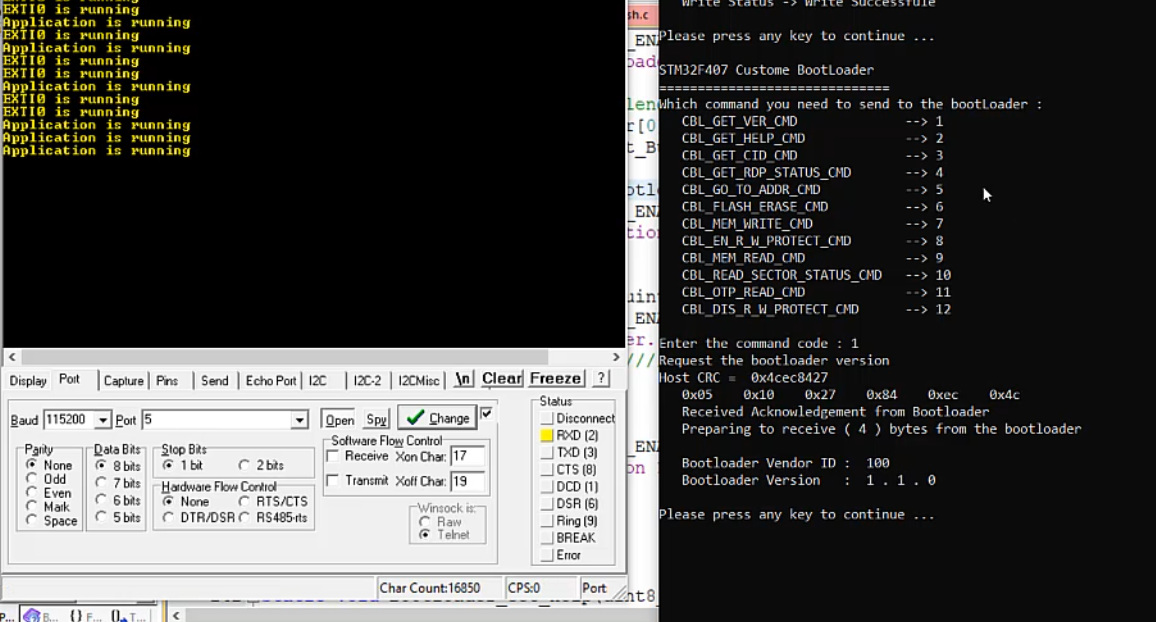 EXTI0 is running
Application is running
EXTI0 is running
Application is running
EXTI0 is running
EXTI0 is running
Application is running
EXTI0 is running
EXTI0 is running
Application is running
Application is running
Application is running
Display Port Capture Pins Send Echo Port I2C I2C-2 I2CMisc \n Clear Freeze ?
Baud 115200 Port 5 Open Spy Change
Parity
None
Odd
Even
Mark
Space
Data Bits
8 bits
7 bits
6 bits
5 bits
Stop Bits
1 bit 2 bits
Hardware Flow Control
None RTS/CTS
DTR/DSR RS485-rts
Software Flow Control
Receive Xon Char: 17
Transmit Xoff Char: 19
Winsock is:
Raw
Telnet
Status
Disconnect
RXD (2)
TXD (3)
CTS (8)
DCD (1)
DSR (6)
Ring (9)
BREAK
Error
Char Count:16850 CPS:0 Port
sh.c
Write Status -> Write Successfule
Please press any key to continue ...
STM32F407 Custome BootLoader
==============================
Which command you need to send to the bootLoader :
CBL_GET_VER_CMD --> 1
CBL_GET_HELP_CMD --> 2
CBL_GET_CID_CMD --> 3
CBL_GET_RDP_STATUS_CMD --> 4
CBL_GO_TO_ADDR_CMD --> 5
CBL_FLASH_ERASE_CMD --> 6
CBL_MEM_WRITE_CMD --> 7
CBL_EN_R_W_PROTECT_CMD --> 8
CBL_MEM_READ_CMD --> 9
CBL_READ_SECTOR_STATUS_CMD --> 10
CBL_OTP_READ_CMD --> 11
CBL_DIS_R_W_PROTECT_CMD --> 12
Enter the command code : 1
Request the bootloader version
Host CRC = 0x4cec8427
0x05 0x10 0x27 0x84 0xec 0x4c
Received Acknowledgement from Bootloader
Preparing to receive ( 4 ) bytes from the bootloader
Bootloader Vendor ID : 100
Bootloader Version : 1 . 1 . 0
Please press any key to continue ...